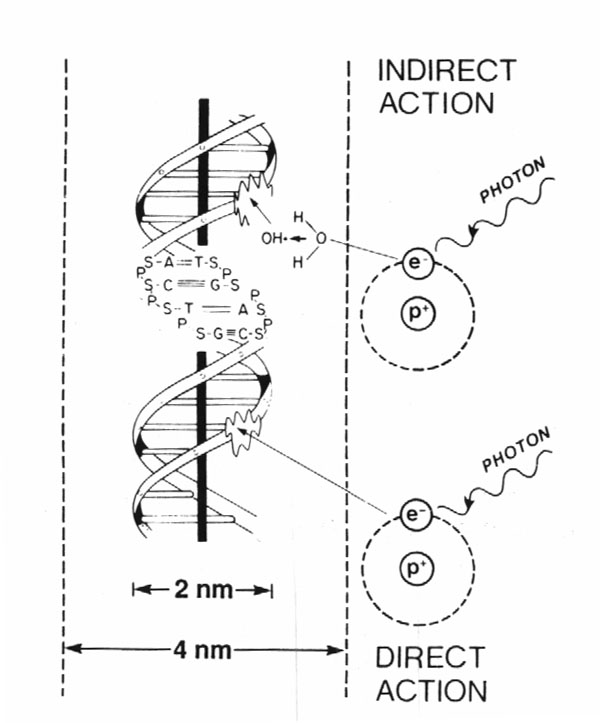 INDIRECT
ACTION
PHOTON
H
OH· O
H
e⁻
p⁺
S-A=T-S
P P
S-C≡G-S
P P
S-T=A S
P P
S-G≡C-S
PHOTON
e⁻
p⁺
2 nm
4 nm
DIRECT
ACTION